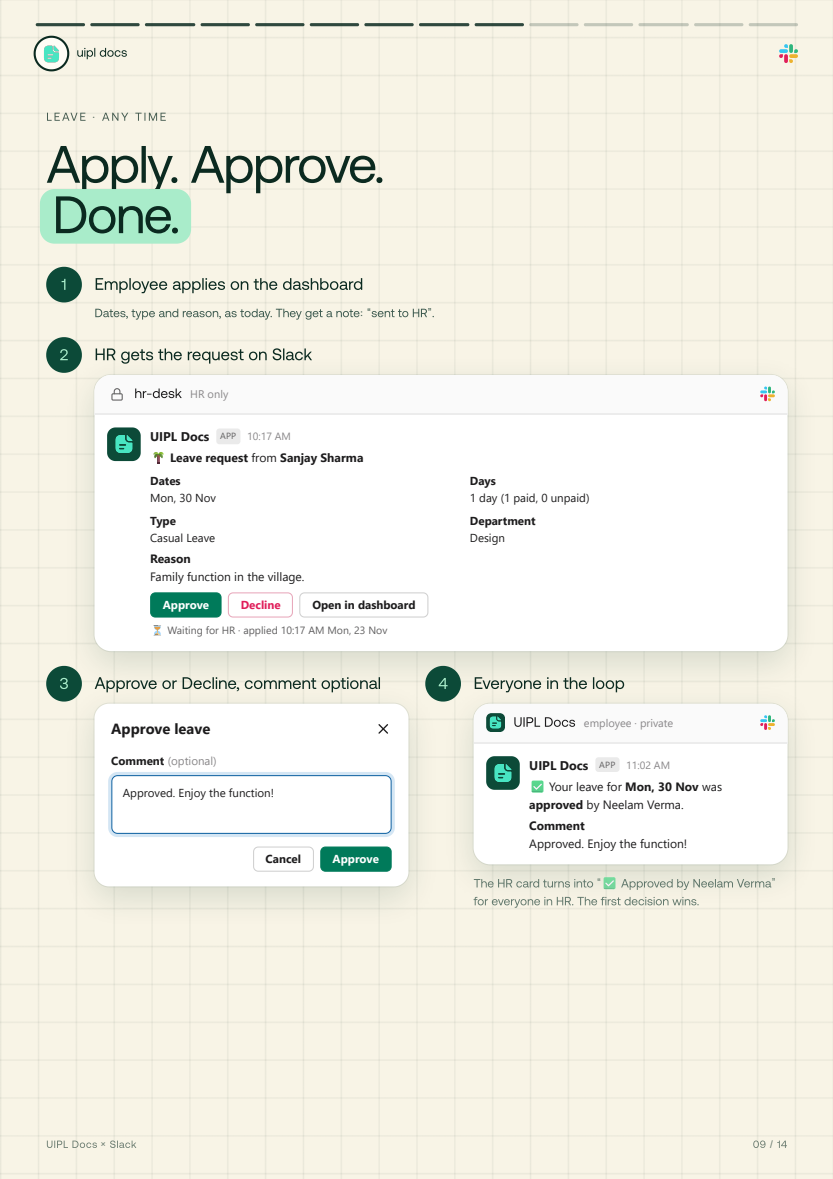 uipl docs
LEAVE · ANY TIME
Apply. Approve.
Done.
1
Employee applies on the dashboard
Dates, type and reason, as today. They get a note: “sent to HR”.
2
HR gets the request on Slack
hr-desk HR only
UIPL Docs APP 10:17 AM
🌴 Leave request from Sanjay Sharma
Dates
Mon, 30 Nov
Days
1 day (1 paid, 0 unpaid)
Type
Casual Leave
Department
Design
Reason
Family function in the village.
Approve Decline Open in dashboard
⏳ Waiting for HR · applied 10:17 AM Mon, 23 Nov
3
Approve or Decline, comment optional
Approve leave
Comment (optional)
Approved. Enjoy the function!
Cancel Approve
4
Everyone in the loop
UIPL Docs employee · private
UIPL Docs APP 11:02 AM
✅ Your leave for Mon, 30 Nov was
approved by Neelam Verma.
Comment
Approved. Enjoy the function!
The HR card turns into “✅ Approved by Neelam Verma”
for everyone in HR. The first decision wins.
UIPL Docs × Slack
09 / 14